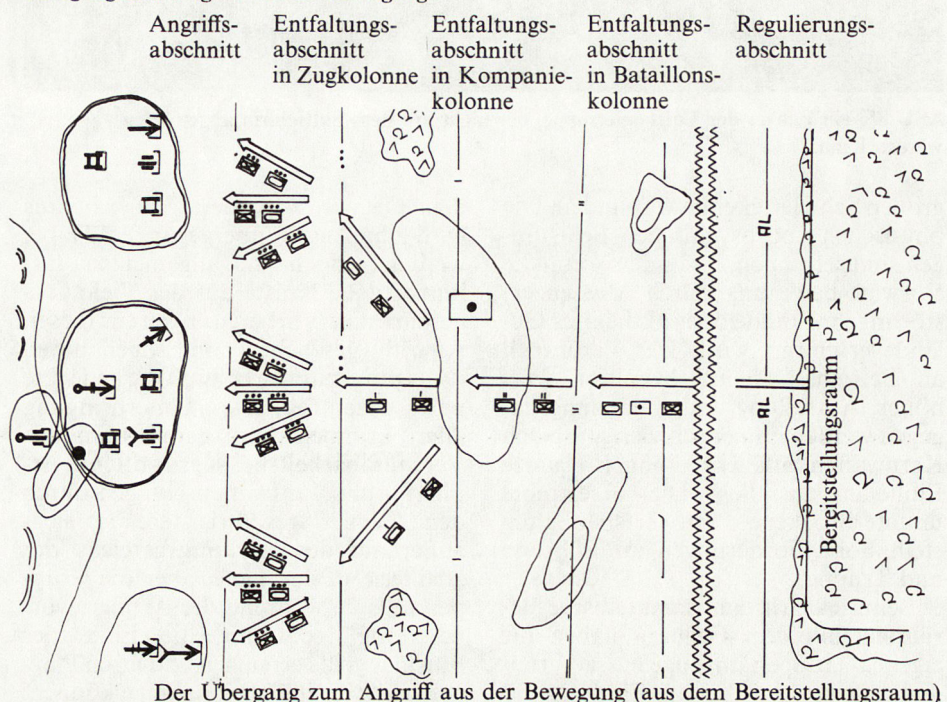 Angriffs-
abschnitt
Entfaltungs-
abschnitt
in Zugkolonne
Entfaltungs-
abschnitt
in Kompanie-
kolonne
Entfaltungs-
abschnitt
in Bataillons-
kolonne
Regulierungs-
abschnitt
RL
RL
Bereitstellungsraum
Der Übergang zum Angriff aus der Bewegung (aus dem Bereitstellungsraum)